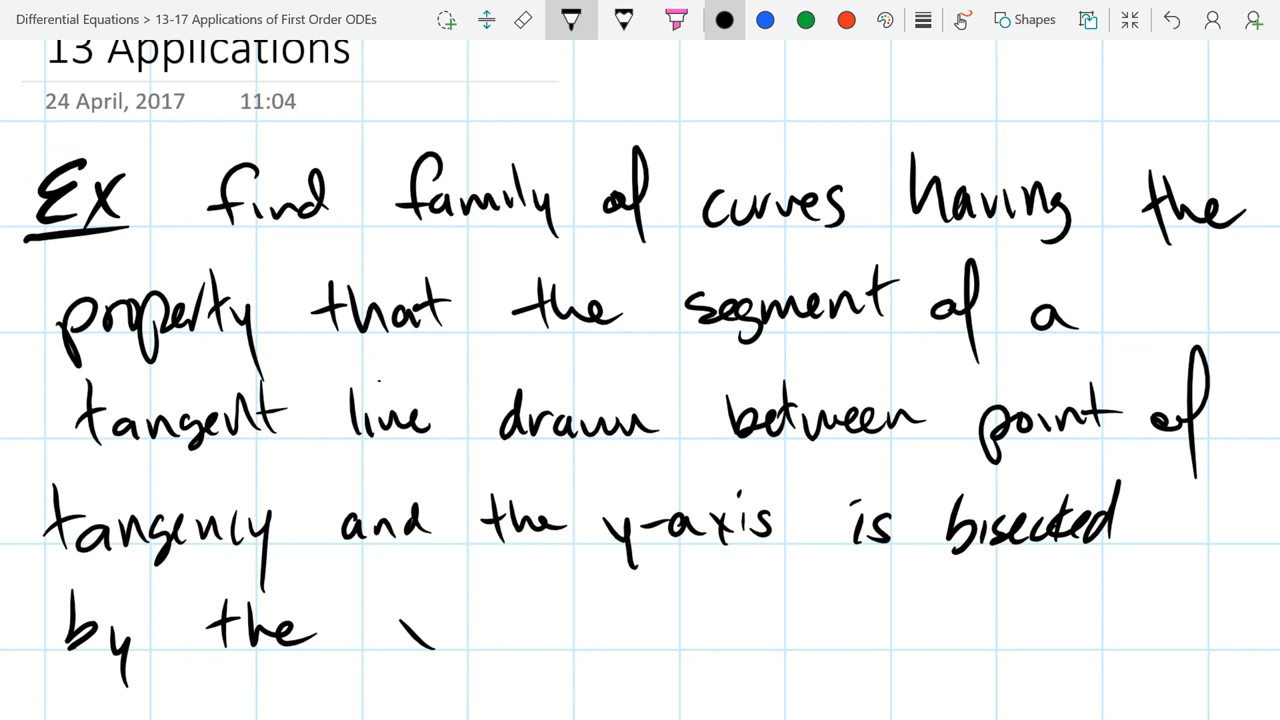 Differential Equations > 13-17 Applications of First Order ODEs
Shapes
13 Applications
24 April, 2017 11:04
Ex find family of curves having the
property that the segment of a
tangent line drawn between point of
tangency and the y-axis is bisected
by the